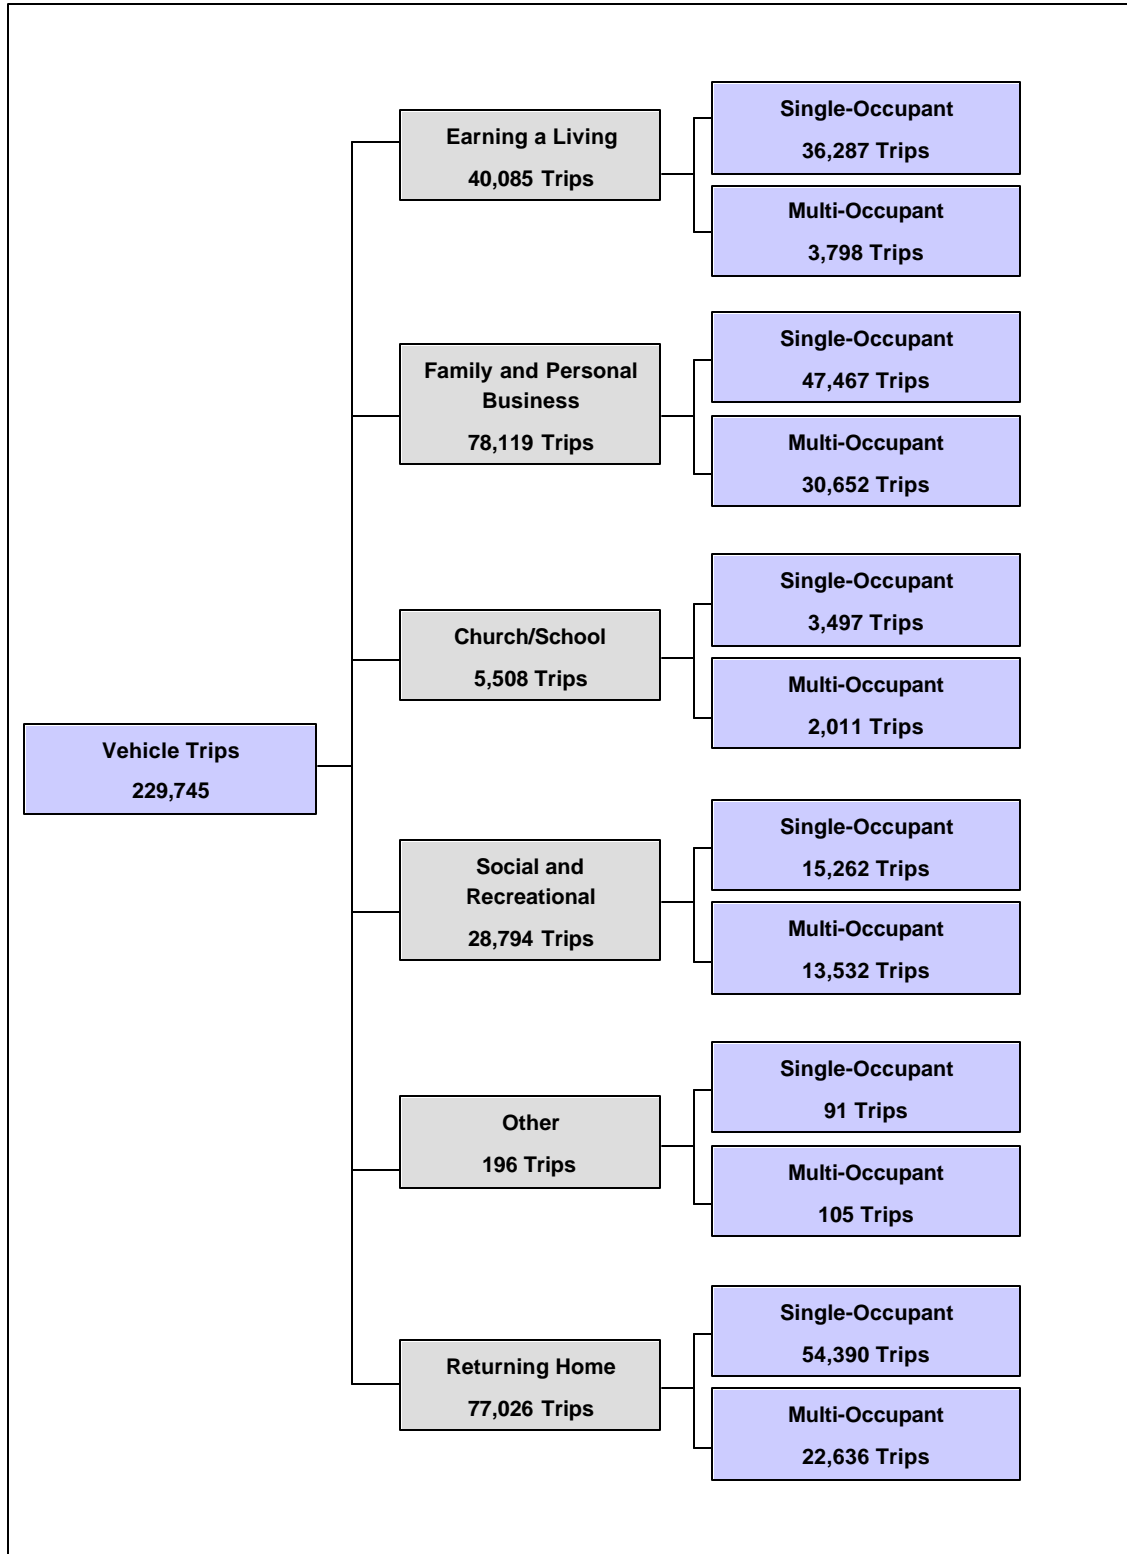 Vehicle Trips
229,745
Earning a Living
40,085 Trips
Single-Occupant
36,287 Trips
Multi-Occupant
3,798 Trips
Family and Personal
Business
78,119 Trips
Single-Occupant
47,467 Trips
Multi-Occupant
30,652 Trips
Church/School
5,508 Trips
Single-Occupant
3,497 Trips
Multi-Occupant
2,011 Trips
Social and
Recreational
28,794 Trips
Single-Occupant
15,262 Trips
Multi-Occupant
13,532 Trips
Other
196 Trips
Single-Occupant
91 Trips
Multi-Occupant
105 Trips
Returning Home
77,026 Trips
Single-Occupant
54,390 Trips
Multi-Occupant
22,636 Trips